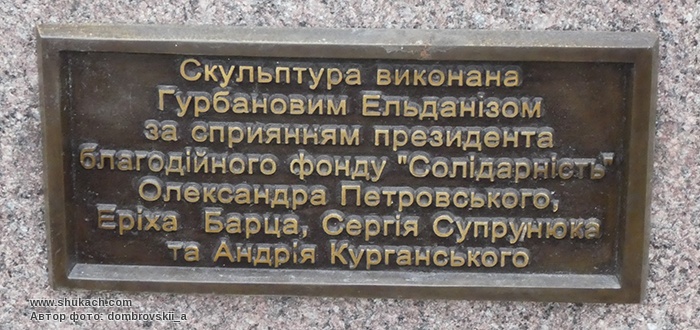 Скульптура виконана
Гурбановим Ельданізом
за сприянням президента
благодійного фонду "Солідарність"
Олександра Петровського,
Еріха Барца, Сергія Супрунюка
та Андрія Курганського
www.shukach.com
Автор фото: dombrovskii_a